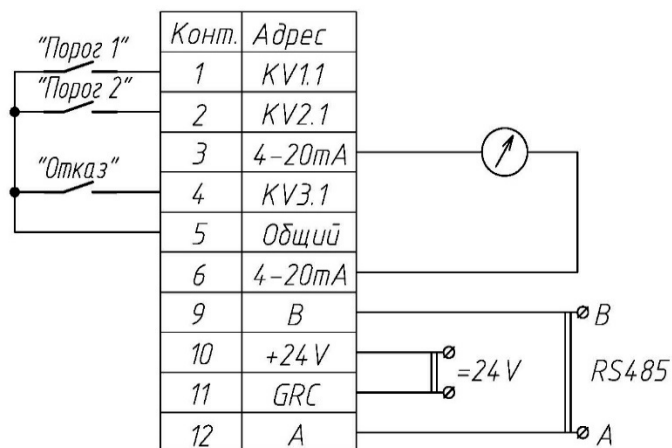 Конт. Адрес
"Порог 1" 1 KV1.1
"Порог 2" 2 KV2.1
3 4-20mA
"Отказ" 4 KV3.1
5 Общий
6 4-20mA
9 B B
10 +24V
=24V RS485
11 GRC
12 A A